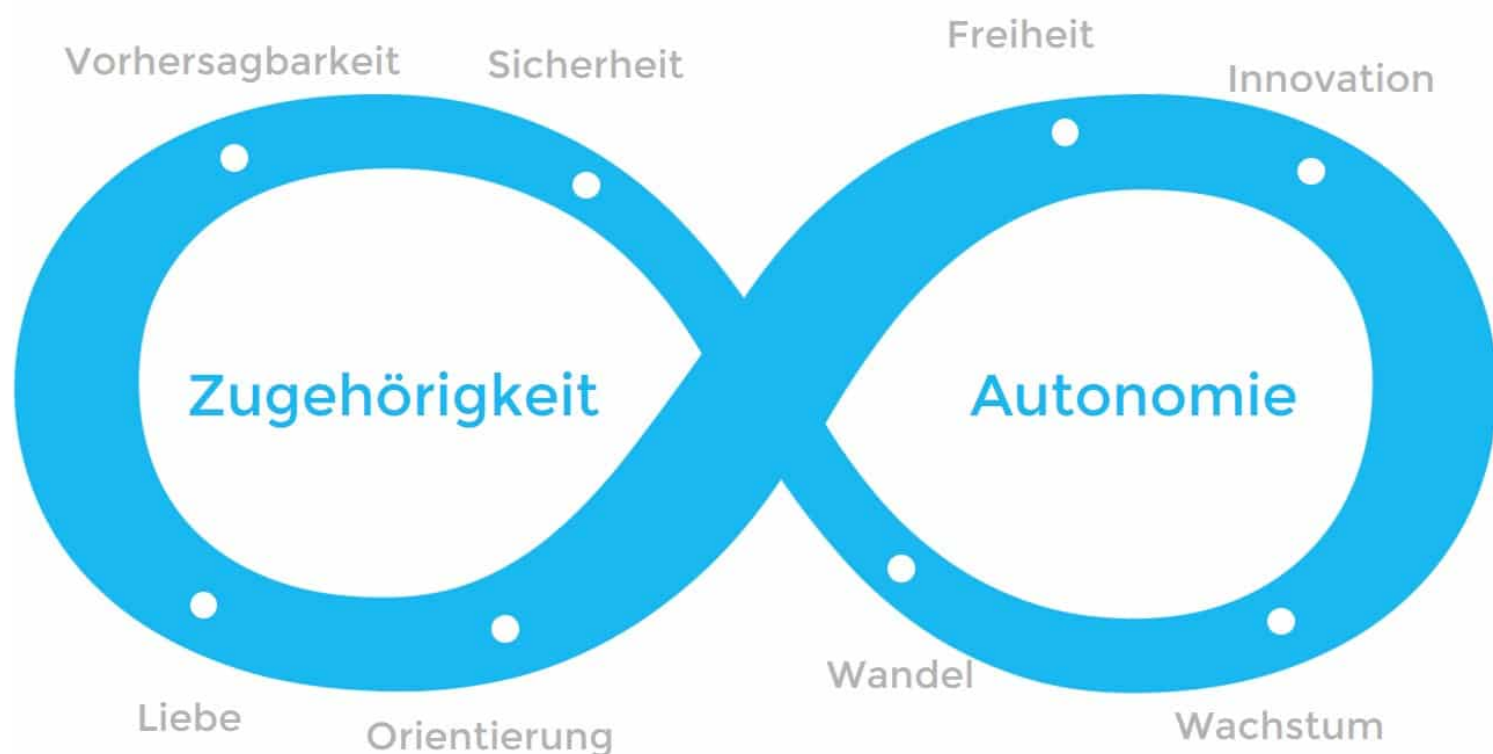 Vorhersagbarkeit
Sicherheit
Freiheit
Innovation
Zugehörigkeit
Autonomie
Liebe
Orientierung
Wandel
Wachstum